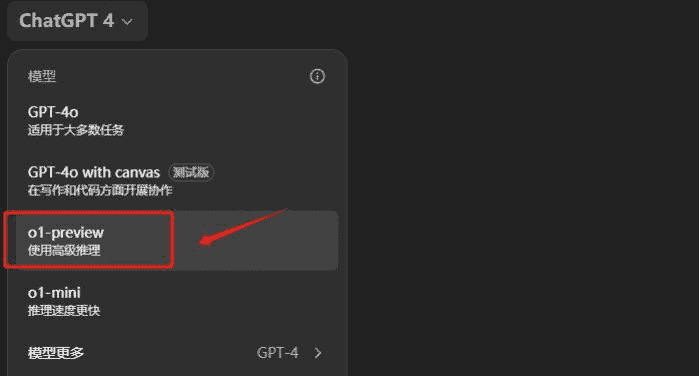 ChatGPT 4
模型
GPT-4o
适用于大多数任务
GPT-4o with canvas 测试版
在写作和代码方面开展协作
o1-preview
使用高级推理
o1-mini
推理速度更快
模型更多 GPT-4